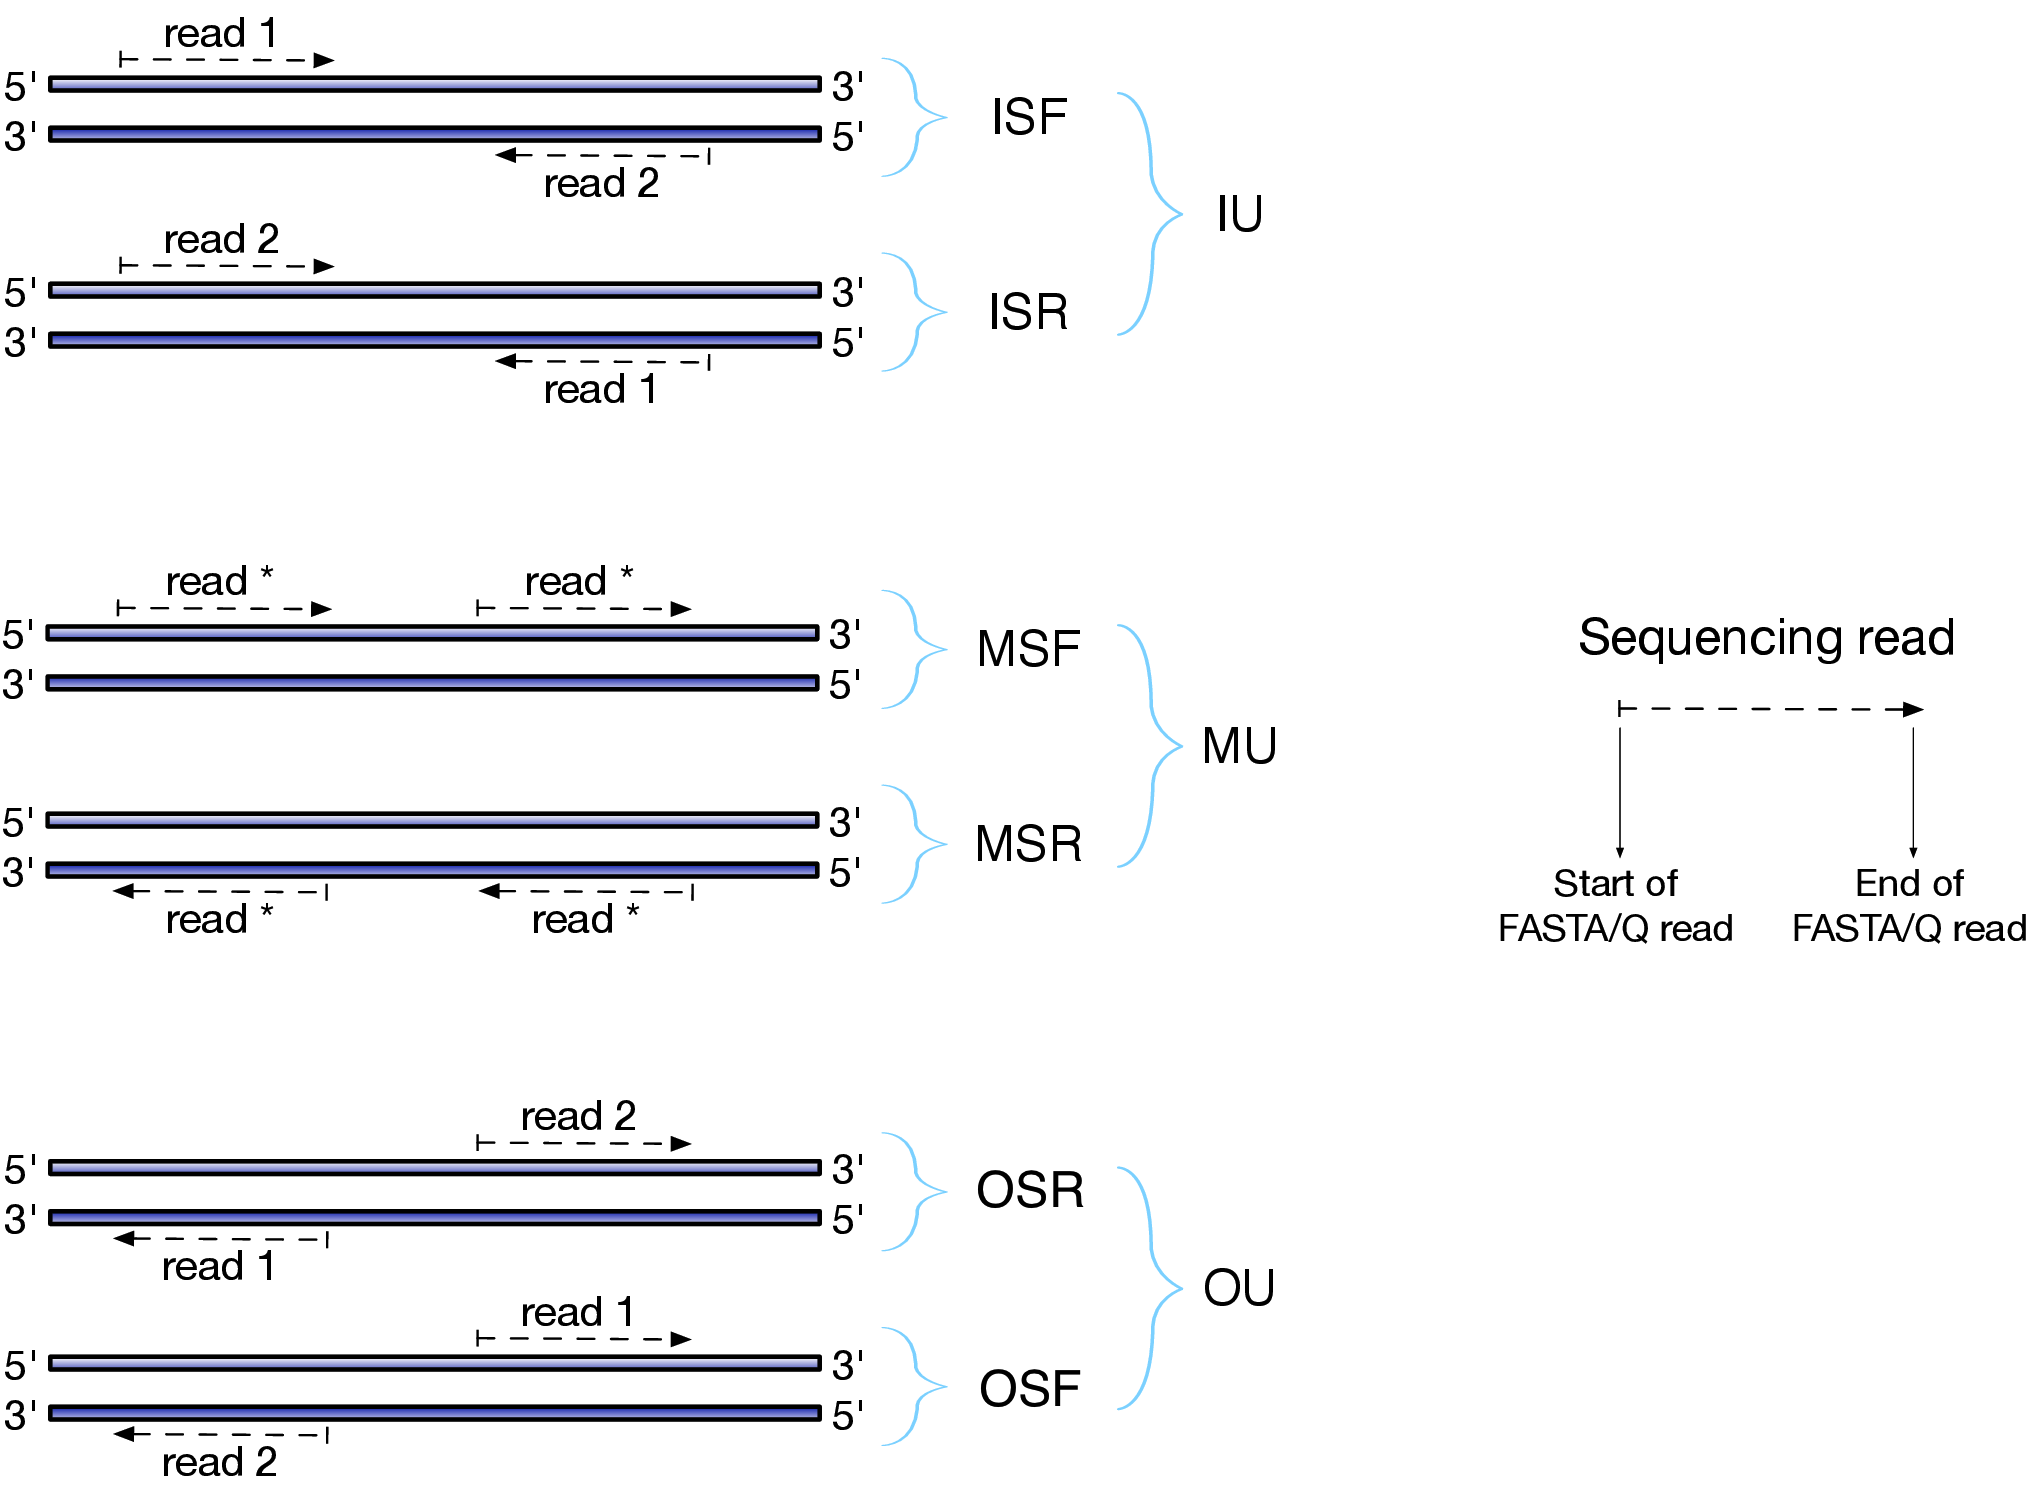 read 1
5' 3'
3' 5'
read 2
ISF
read 2
5' 3'
3' 5'
read 1
ISR
IU
read * read *
5' 3'
3' 5'
MSF
5' 3'
3' 5'
read * read *
MSR
MU
Sequencing read
Start of
FASTA/Q read
End of
FASTA/Q read
read 2
5' 3'
3' 5'
read 1
OSR
read 1
5' 3'
3' 5'
read 2
OSF
OU